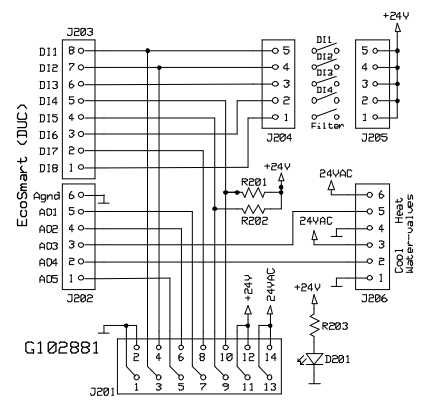 J203
+24V
DI1 8
DI2 7
DI3 6
DI4 5
DI5 4
DI6 3
DI7 2
DI8 1
5
4
3
2
1
J204
DI1
DI2
DI3
DI4
Filter
5
4
3
2
1
J205
EcoSmart (DUC)
Agnd 6
AO1 5
AO2 4
AO3 3
AO4 2
AO5 1
J202
+24V
R201
R202
24VAC
24VAC
6
5
4
3
2
1
J206
Heat
Cool
Water-valves
+24V
24VAC
+24V
R203
D201
G102881
2 4 6 8 10 12 14
1 3 5 7 9 11 13
J201